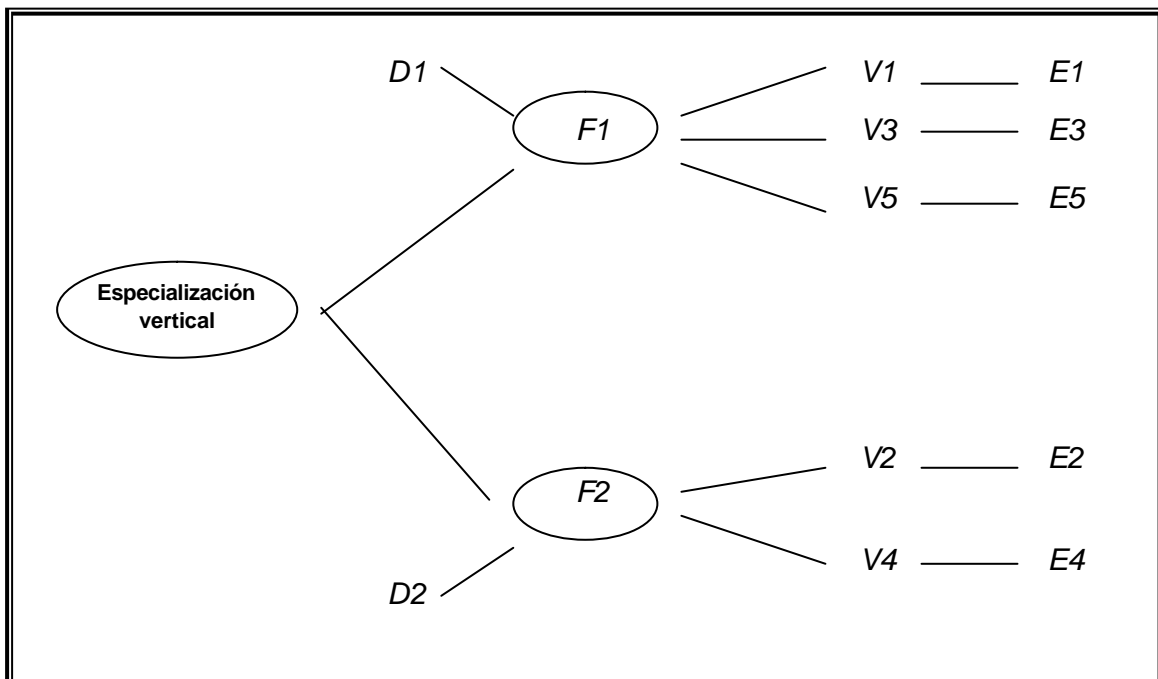 D1
F1
V1 E1
V3 E3
V5 E5
Especialización
vertical
F2
V2 E2
V4 E4
D2